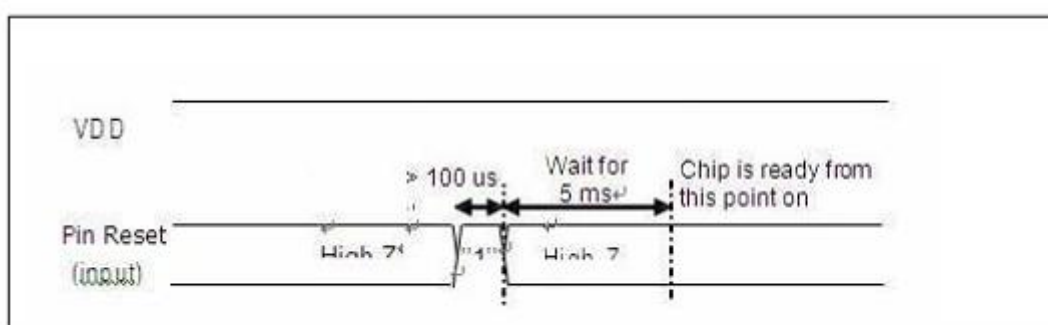 VDD
> 100 us
Wait for
5 ms↵
Chip is ready from
this point on
Pin Reset
(input)
High-Z
"1"
High-Z